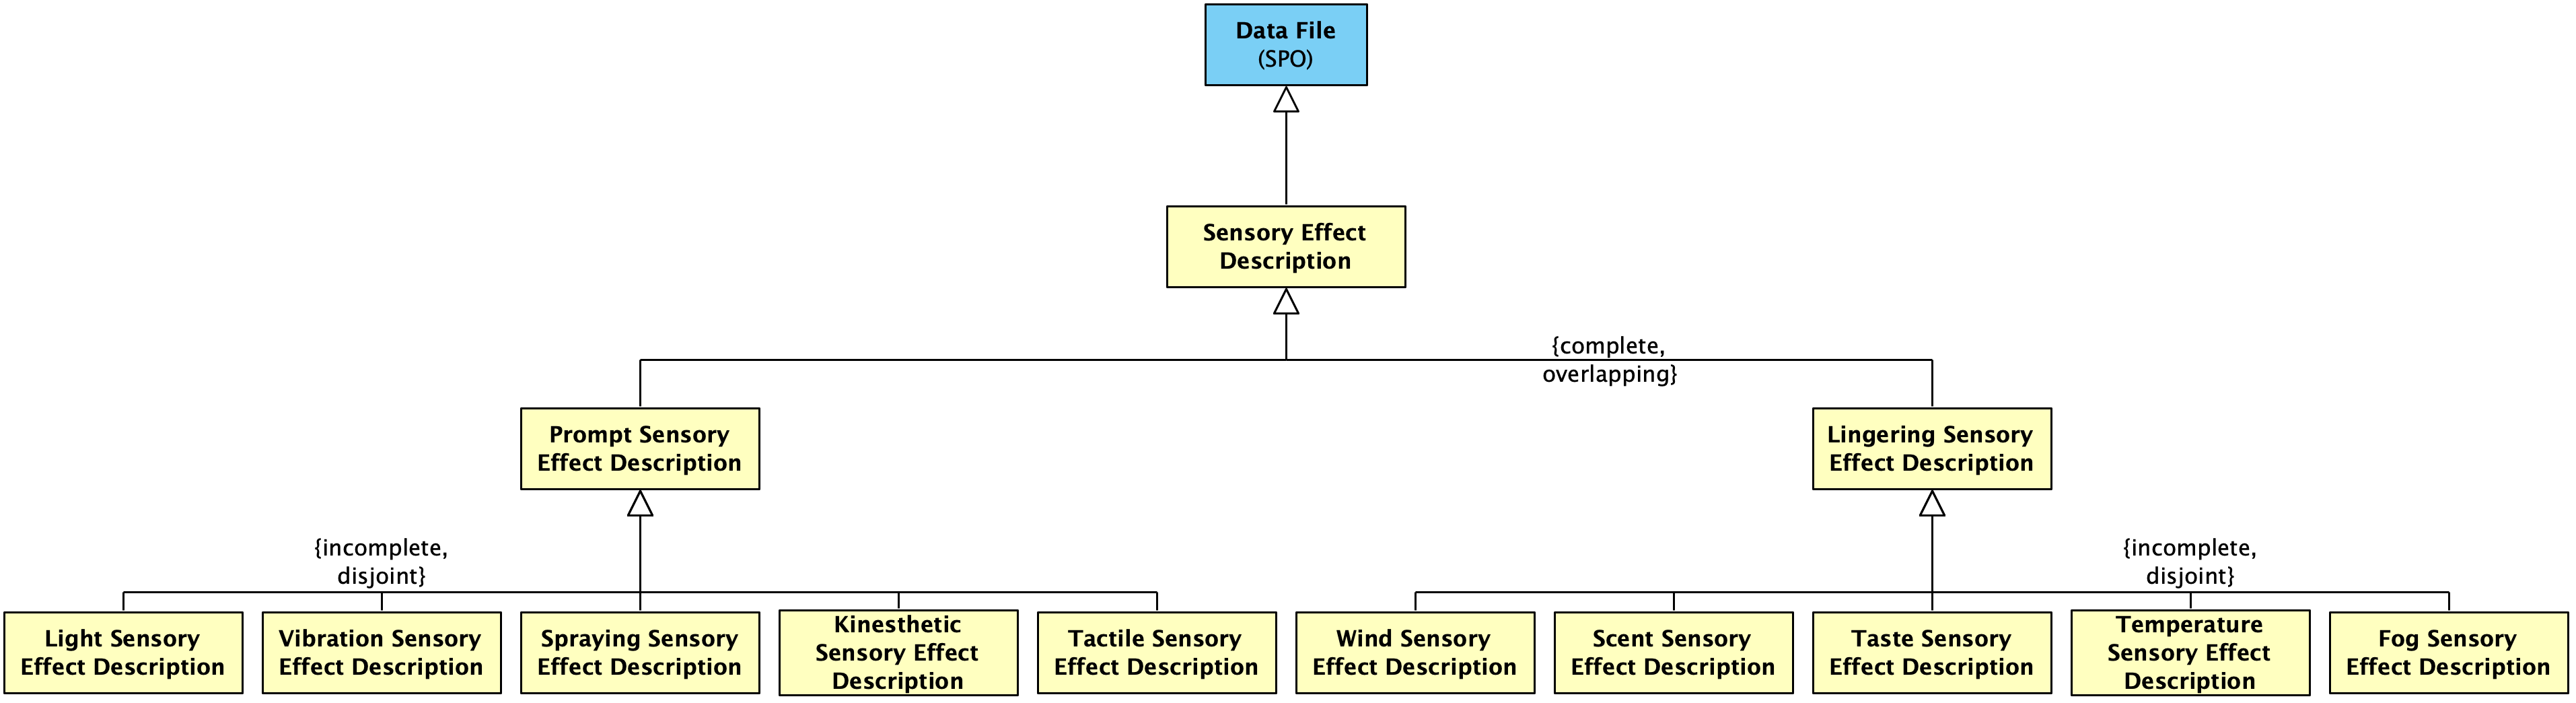 Data File
(SPO)
Sensory Effect
Description
{complete,
overlapping}
Prompt Sensory
Effect Description
Lingering Sensory
Effect Description
{incomplete,
disjoint}
{incomplete,
disjoint}
Light Sensory
Effect Description
Vibration Sensory
Effect Description
Spraying Sensory
Effect Description
Kinesthetic
Sensory Effect
Description
Tactile Sensory
Effect Description
Wind Sensory
Effect Description
Scent Sensory
Effect Description
Taste Sensory
Effect Description
Temperature
Sensory Effect
Description
Fog Sensory
Effect Description